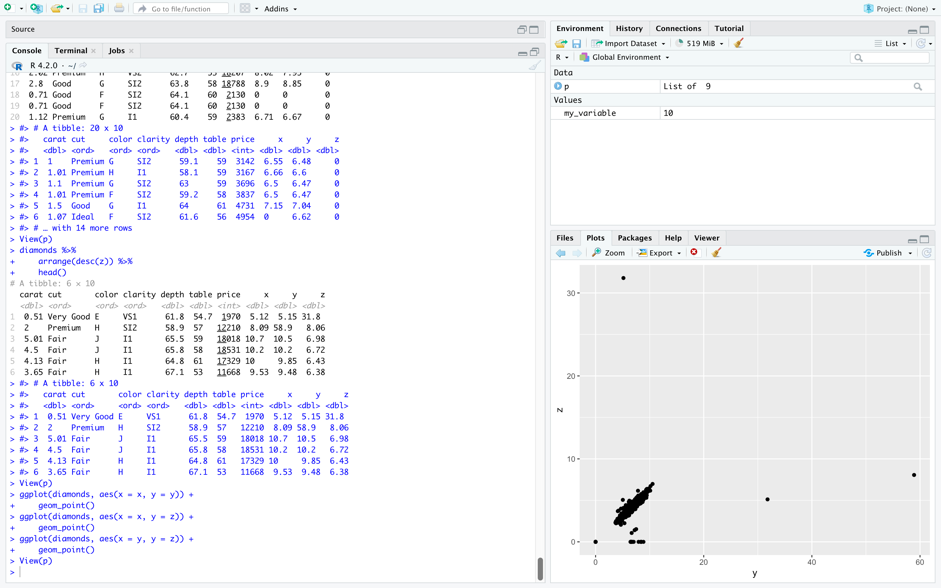 Go to file/function
Addins
Project: (None)
Source
Console
Terminal
Jobs
R 4.2.0 · ~/
17 2.8 Good G SI2 63.8 58 18788 8.9 8.85 0
18 0.71 Good F SI2 64.1 60 2130 0 0 0
19 0.71 Good F SI2 64.1 60 2130 0 0 0
20 1.12 Premium G I1 60.4 59 2383 6.71 6.67 0
> #> # A tibble: 20 x 10
> #> carat cut color clarity depth table price x y z
> #> <dbl> <ord> <ord> <ord> <dbl> <dbl> <int> <dbl> <dbl> <dbl>
> #> 1 1 Premium G SI2 59.1 59 3142 6.55 6.48 0
> #> 2 1.01 Premium H I1 58.1 59 3167 6.66 6.6 0
> #> 3 1.1 Premium G SI2 63 59 3696 6.5 6.47 0
> #> 4 1.01 Premium F SI2 59.2 58 3837 6.5 6.47 0
> #> 5 1.5 Good G I1 64 61 4731 7.15 7.04 0
> #> 6 1.07 Ideal F SI2 61.6 56 4954 0 6.62 0
> #> # … with 14 more rows
> View(p)
> diamonds %>%
+ arrange(desc(z)) %>%
+ head()
# A tibble: 6 × 10
carat cut color clarity depth table price x y z
<dbl> <ord> <ord> <ord> <dbl> <dbl> <int> <dbl> <dbl> <dbl>
1 0.51 Very Good E VS1 61.8 54.7 1970 5.12 5.15 31.8
2 2 Premium H SI2 58.9 57 12210 8.09 58.9 8.06
3 5.01 Fair J I1 65.5 59 18018 10.7 10.5 6.98
4 4.5 Fair J I1 65.8 58 18531 10.2 10.2 6.72
5 4.13 Fair H I1 64.8 61 17329 10 9.85 6.43
6 3.65 Fair H I1 67.1 53 11668 9.53 9.48 6.38
> #> # A tibble: 6 x 10
> #> carat cut color clarity depth table price x y z
> #> <dbl> <ord> <ord> <ord> <dbl> <dbl> <int> <dbl> <dbl> <dbl>
> #> 1 0.51 Very Good E VS1 61.8 54.7 1970 5.12 5.15 31.8
> #> 2 2 Premium H SI2 58.9 57 12210 8.09 58.9 8.06
> #> 3 5.01 Fair J I1 65.5 59 18018 10.7 10.5 6.98
> #> 4 4.5 Fair J I1 65.8 58 18531 10.2 10.2 6.72
> #> 5 4.13 Fair H I1 64.8 61 17329 10 9.85 6.43
> #> 6 3.65 Fair H I1 67.1 53 11668 9.53 9.48 6.38
> View(p)
> ggplot(diamonds, aes(x = x, y = y)) +
+ geom_point()
> ggplot(diamonds, aes(x = x, y = z)) +
+ geom_point()
> ggplot(diamonds, aes(x = y, y = z)) +
+ geom_point()
> View(p)
>
Environment
History
Connections
Tutorial
Import Dataset
519 MiB
List
R
Global Environment
Data
p List of 9
Values
my_variable 10
Files
Plots
Packages
Help
Viewer
Zoom
Export
Publish
30
20
10
0
z
0
20
40
60
y